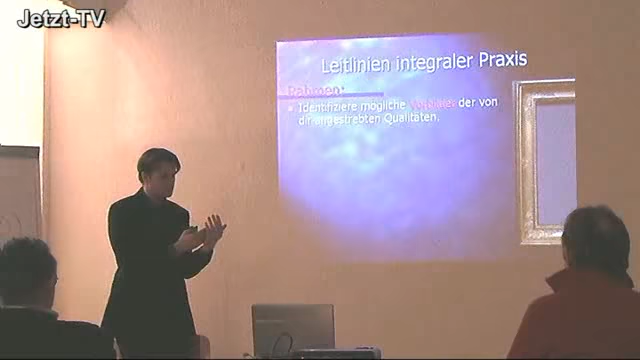 Jetzt-TV
Leitlinien integraler Praxis
Rahmen:
Identifiziere mögliche Vorbilder der von
dir angestrebten Qualitäten.